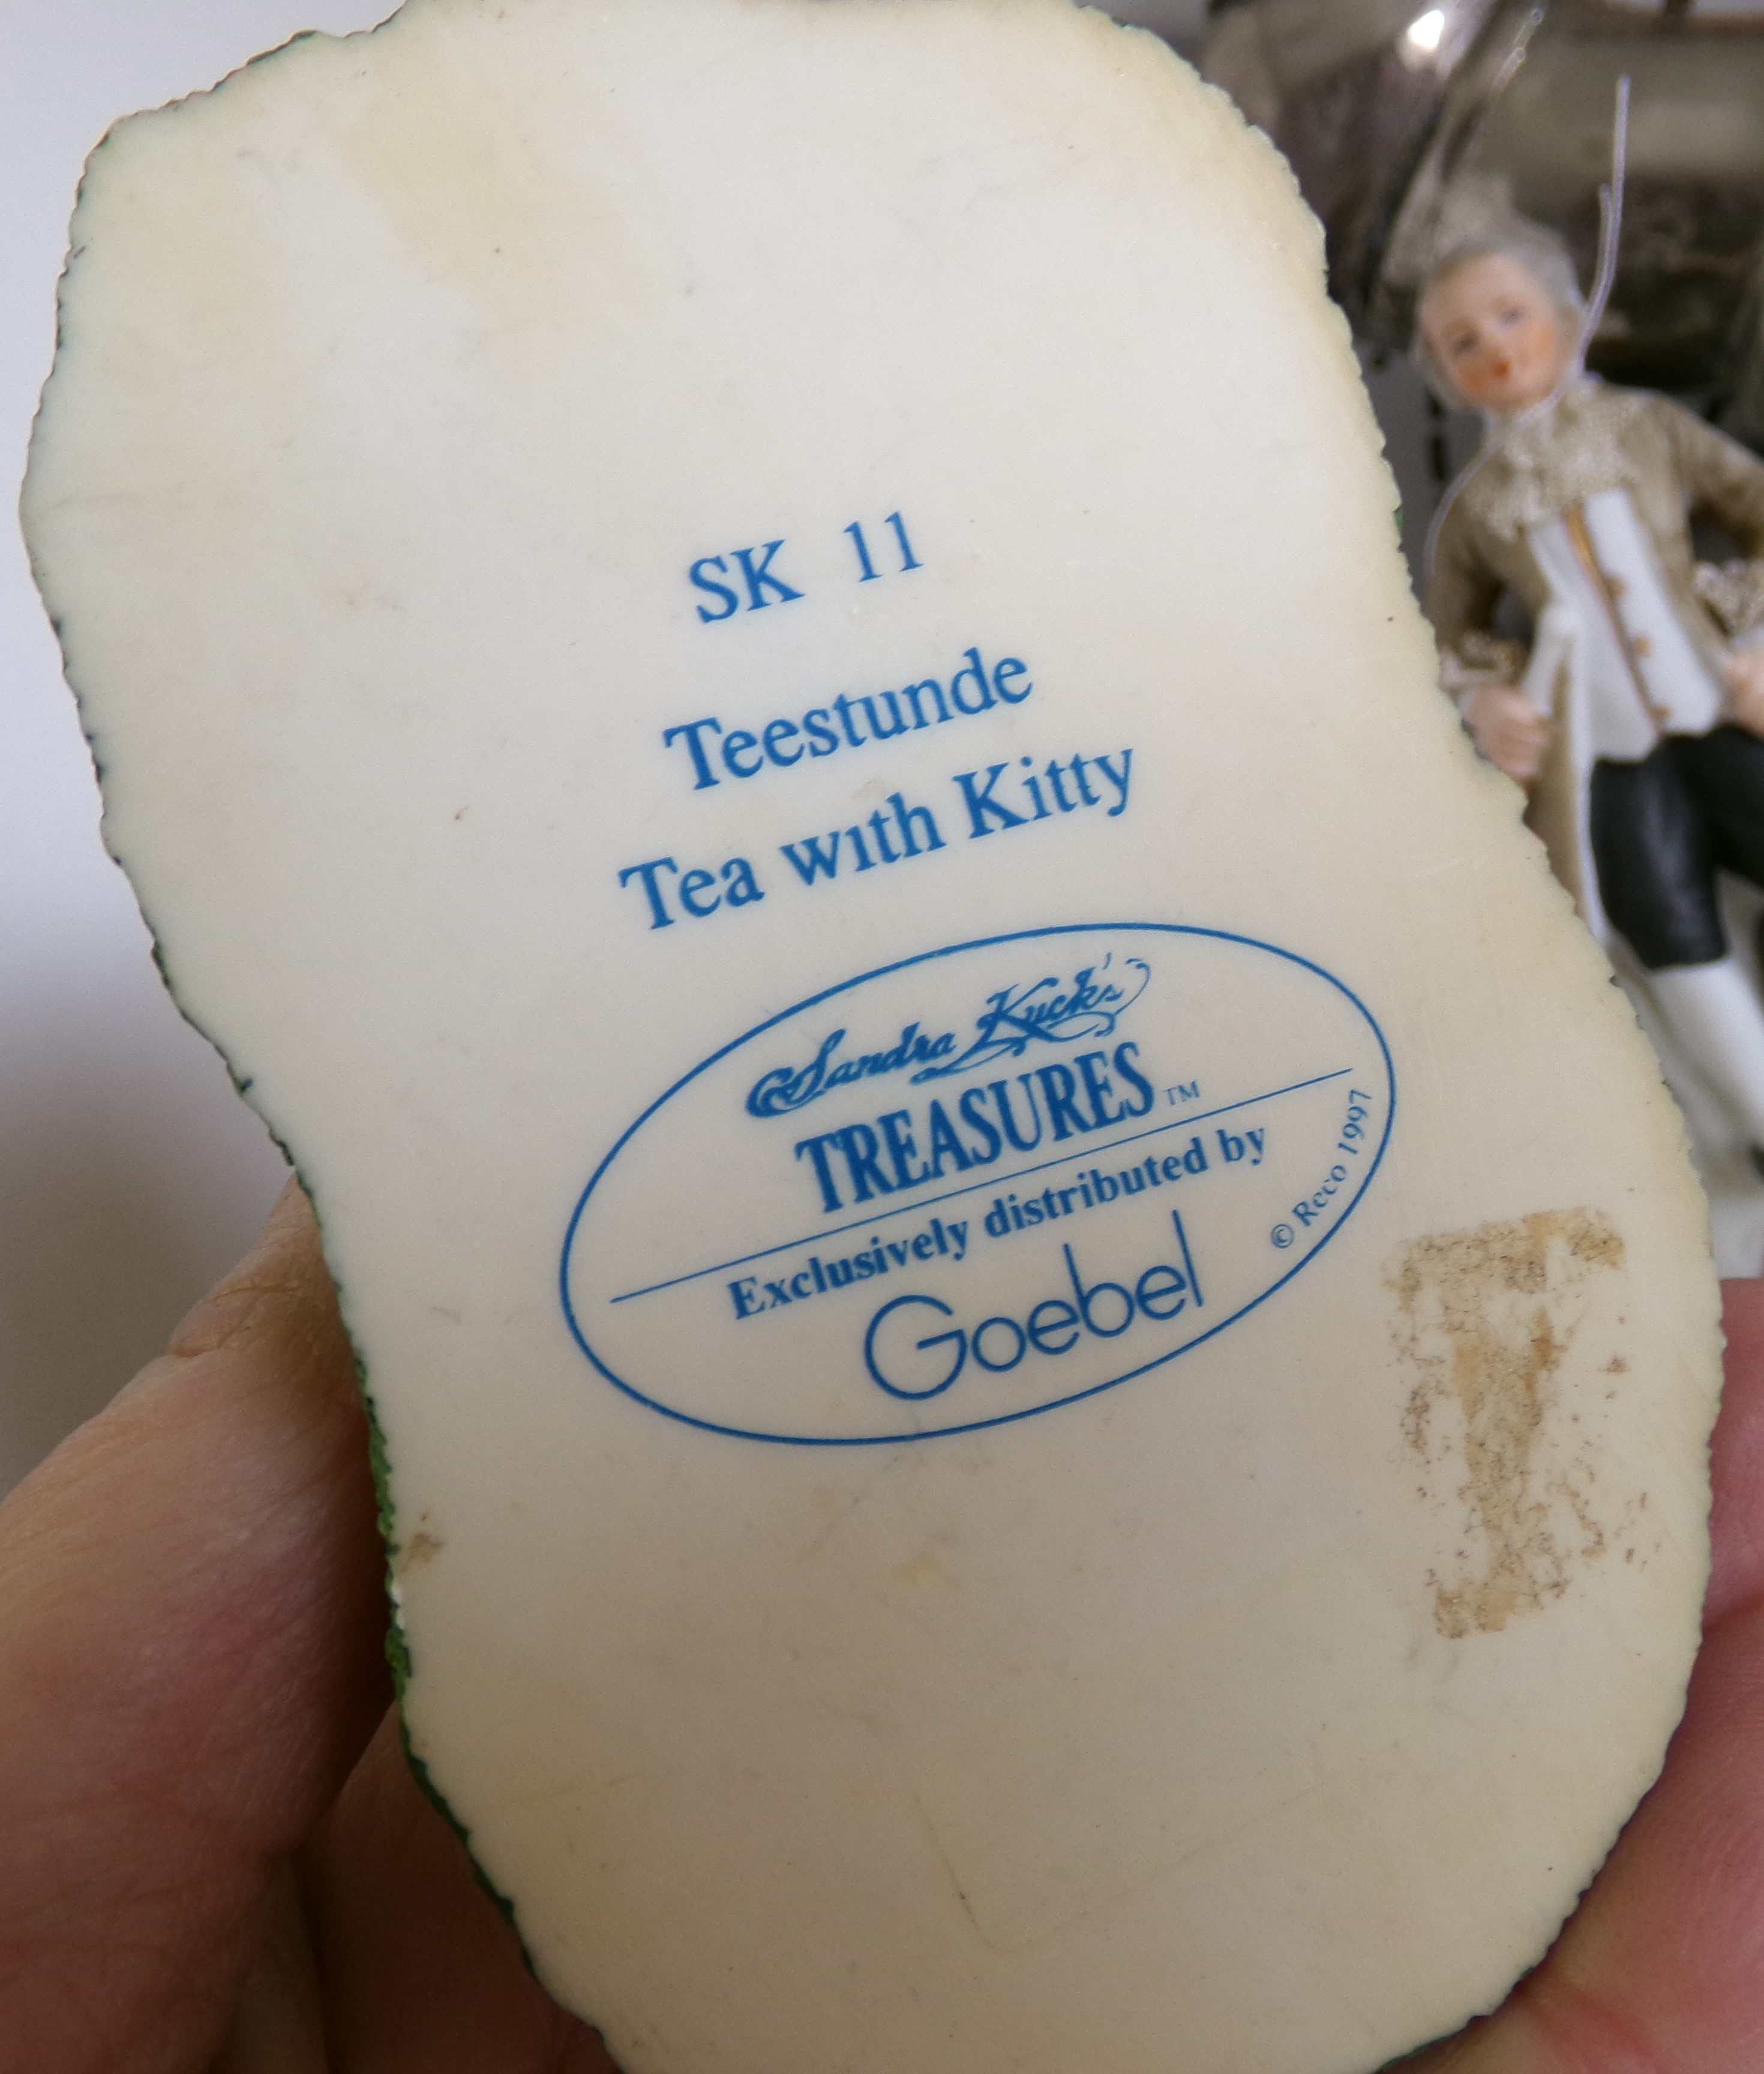 SK 11
Teestunde
Tea with Kitty
Sandra Kuck's
TREASURES™
Exclusively distributed by
Goebel
© Reco 1997